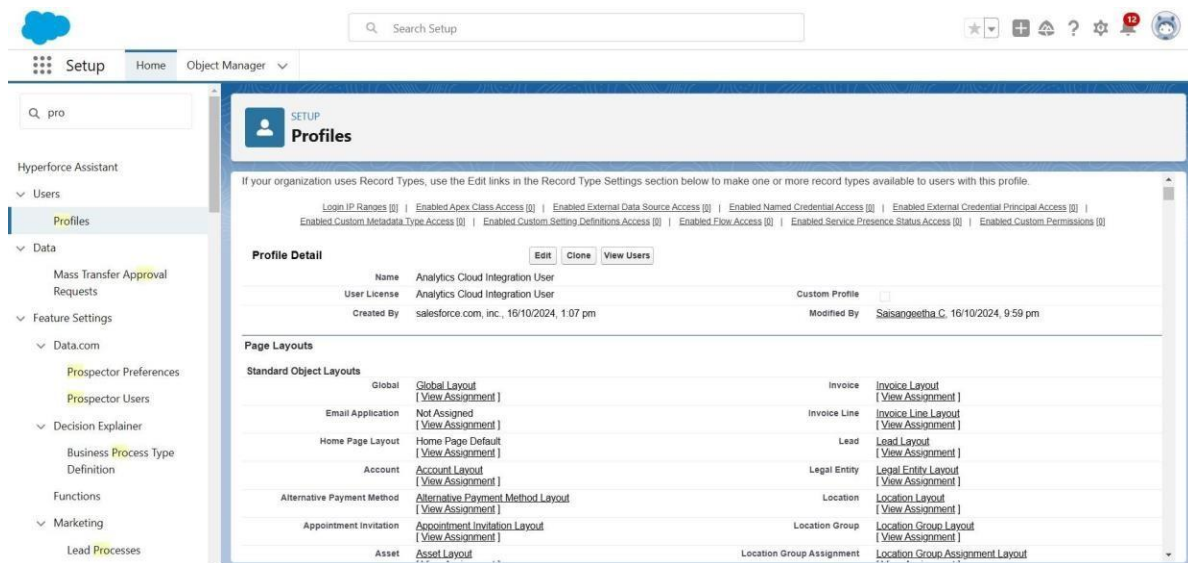 Search Setup
12
Setup Home Object Manager
pro
Hyperforce Assistant
Users
Profiles
Data
Mass Transfer Approval
Requests
Feature Settings
Data.com
Prospector Preferences
Prospector Users
Decision Explainer
Business Process Type
Definition
Functions
Marketing
Lead Processes
SETUP
Profiles
If your organization uses Record Types, use the Edit links in the Record Type Settings section below to make one or more record types available to users with this profile.
Login IP Ranges [0] | Enabled Apex Class Access [0] | Enabled External Data Source Access [0] | Enabled Named Credential Access [0] | Enabled External Credential Principal Access [0] |
Enabled Custom Metadata Type Access [0] | Enabled Custom Setting Definitions Access [0] | Enabled Flow Access [0] | Enabled Service Presence Status Access [0] | Enabled Custom Permissions [0]
Profile Detail Edit Clone View Users
Name Analytics Cloud Integration User
User License Analytics Cloud Integration User Custom Profile
Created By salesforce.com, inc., 16/10/2024, 1:07 pm Modified By Saisangeetha C, 16/10/2024, 9:59 pm
Page Layouts
Standard Object Layouts
Global Global Layout Invoice Invoice Layout
[ View Assignment ] [ View Assignment ]
Email Application Not Assigned Invoice Line Invoice Line Layout
[ View Assignment ] [ View Assignment ]
Home Page Layout Home Page Default Lead Lead Layout
[ View Assignment ] [ View Assignment ]
Account Account Layout Legal Entity Legal Entity Layout
[ View Assignment ] [ View Assignment ]
Alternative Payment Method Alternative Payment Method Layout Location Location Layout
[ View Assignment ] [ View Assignment ]
Appointment Invitation Appointment Invitation Layout Location Group Location Group Layout
[ View Assignment ] [ View Assignment ]
Asset Asset Layout Location Group Assignment Location Group Assignment Layout